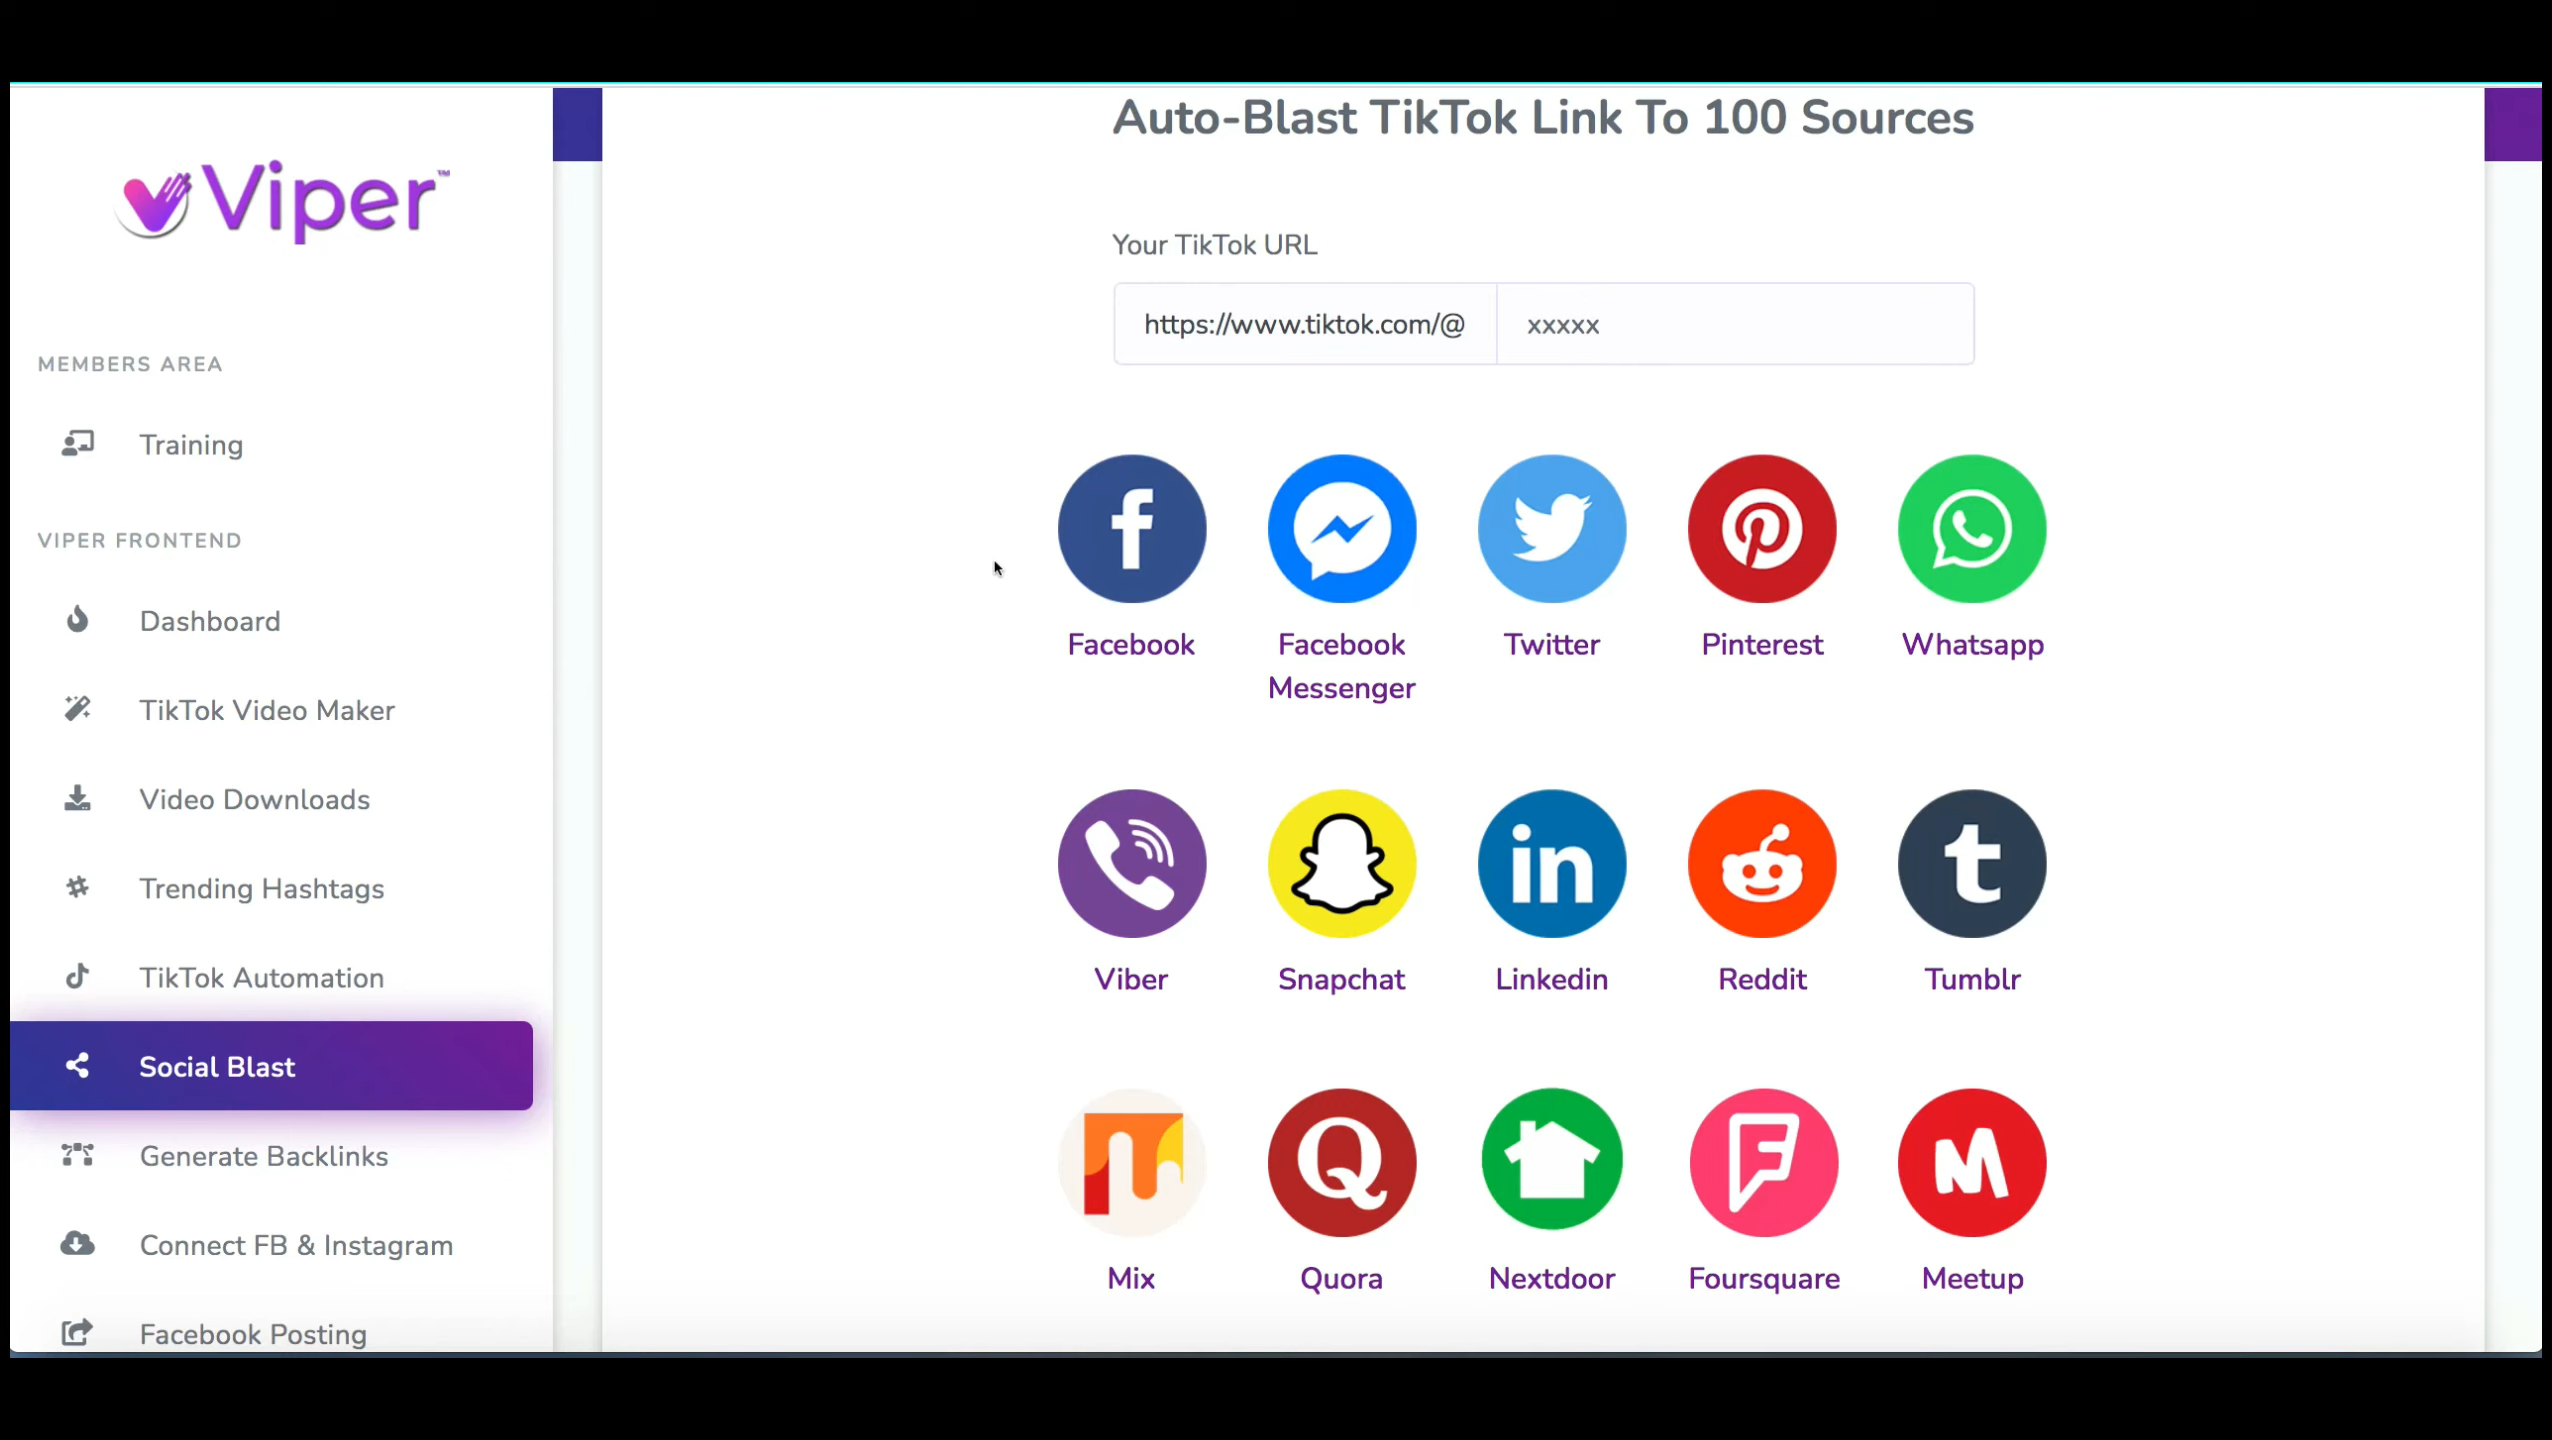 Viper™
MEMBERS AREA
Training
VIPER FRONTEND
Dashboard
TikTok Video Maker
Video Downloads
Trending Hashtags
TikTok Automation
Social Blast
Generate Backlinks
Connect FB & Instagram
Facebook Posting
Auto-Blast TikTok Link To 100 Sources
Your TikTok URL
https://www.tiktok.com/@ xxxxx
Facebook
Facebook
Messenger
Twitter
Pinterest
Whatsapp
Viber
Snapchat
Linkedin
Reddit
Tumblr
Mix
Quora
Nextdoor
Foursquare
Meetup